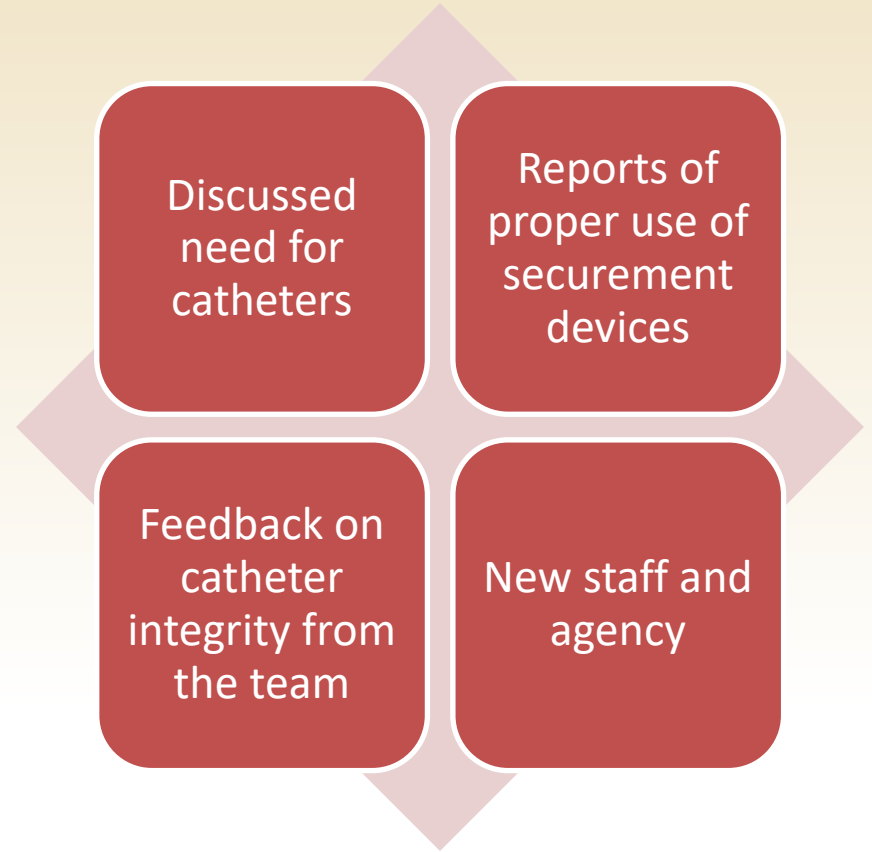 Discussed
need for
catheters
Reports of
proper use of
securement
devices
Feedback on
catheter
integrity from
the team
New staff and
agency